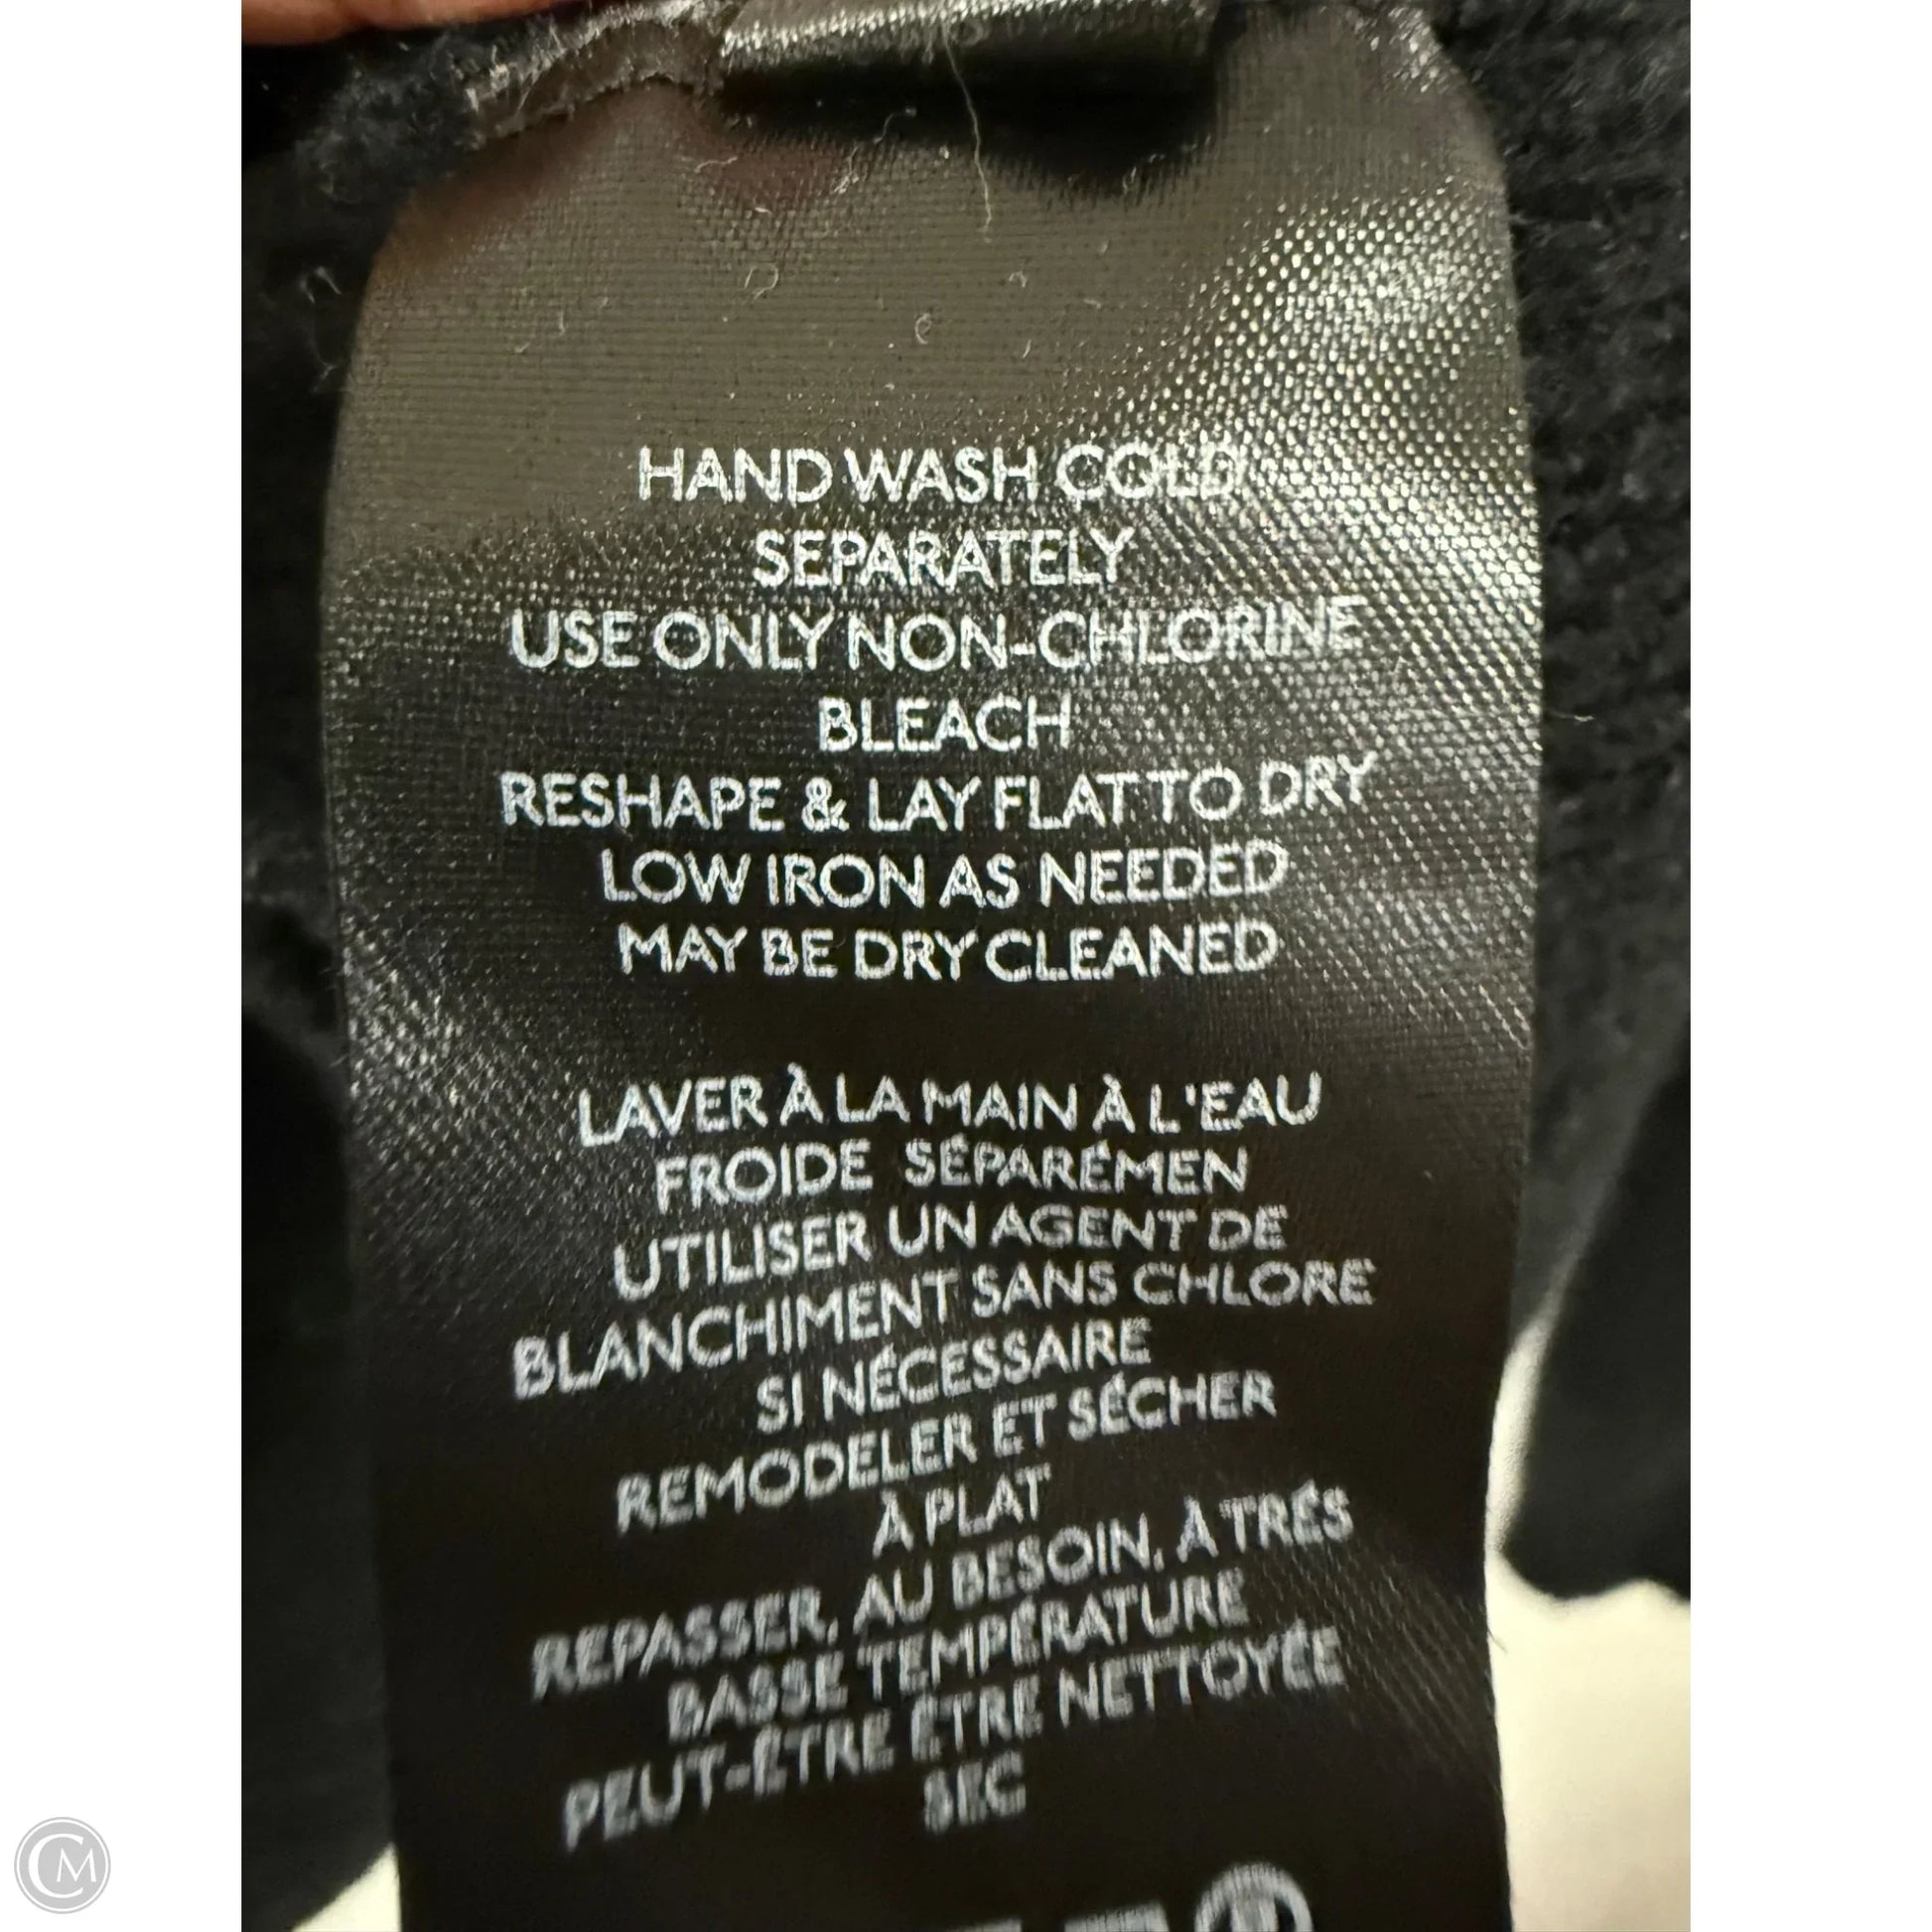 HAND WASH COLD
SEPARATELY
USE ONLY NON-CHLORINE
BLEACH
RESHAPE & LAY FLAT TO DRY
LOW IRON AS NEEDED
MAY BE DRY CLEANED
LAVER À LA MAIN À L'EAU
FROIDE SÉPARÉMEN
UTILISER UN AGENT DE
BLANCHIMENT SANS CHLORE
SI NÉCESSAIRE
REMODELER ET SÉCHER
À PLAT
REPASSER, AU BESOIN, À TRÉS
BASSE TEMPÉRATURE
PEUT-ÊTRE ÊTRE NETTOYÉE
SEC
CM